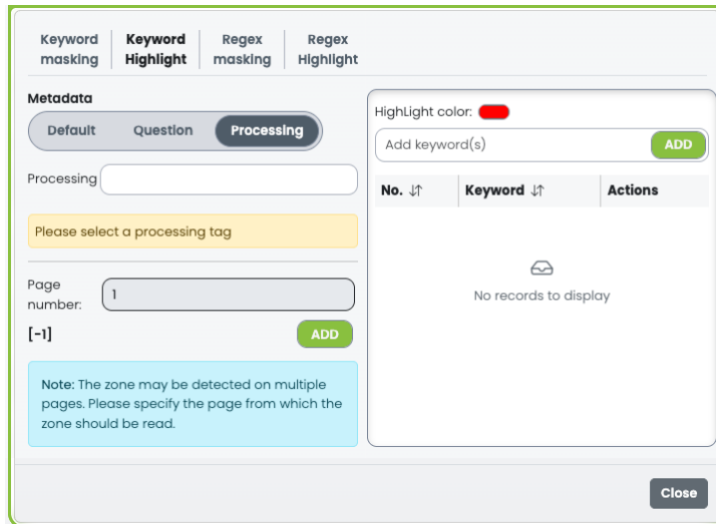 Keyword masking
Keyword Highlight
Regex masking
Regex Highlight
Metadata
Default Question Processing
Processing
Please select a processing tag
Page number: 1
[-1] ADD
Note: The zone may be detected on multiple
pages. Please specify the page from which the
zone should be read.
HighLight color:
Add keyword(s) ADD
No. Keyword Actions
No records to display
Close